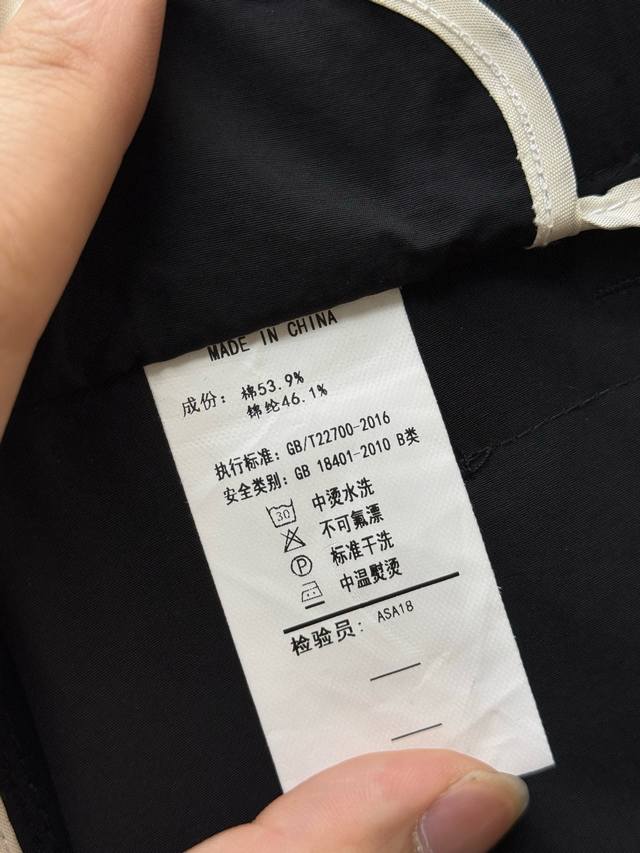 MADE IN CHINA
成份: 棉53.9%
锦纶46.1%
执行标准: GB/T22700-2016
安全类别: GB 18401-2010 B类
30 中烫水洗
不可氟漂
P 标准干洗
中温熨烫
检验员: ASA18